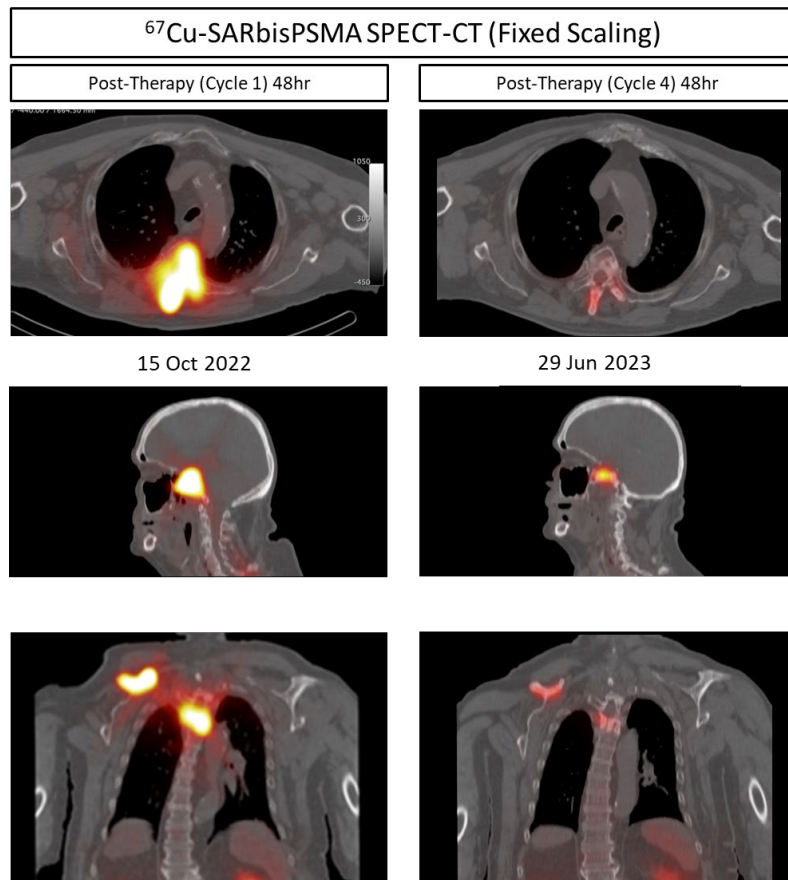 ⁶⁷Cu-SARbisPSMA SPECT-CT (Fixed Scaling)
Post-Therapy (Cycle 1) 48hr
Post-Therapy (Cycle 4) 48hr
1050
300
-450
15 Oct 2022
29 Jun 2023